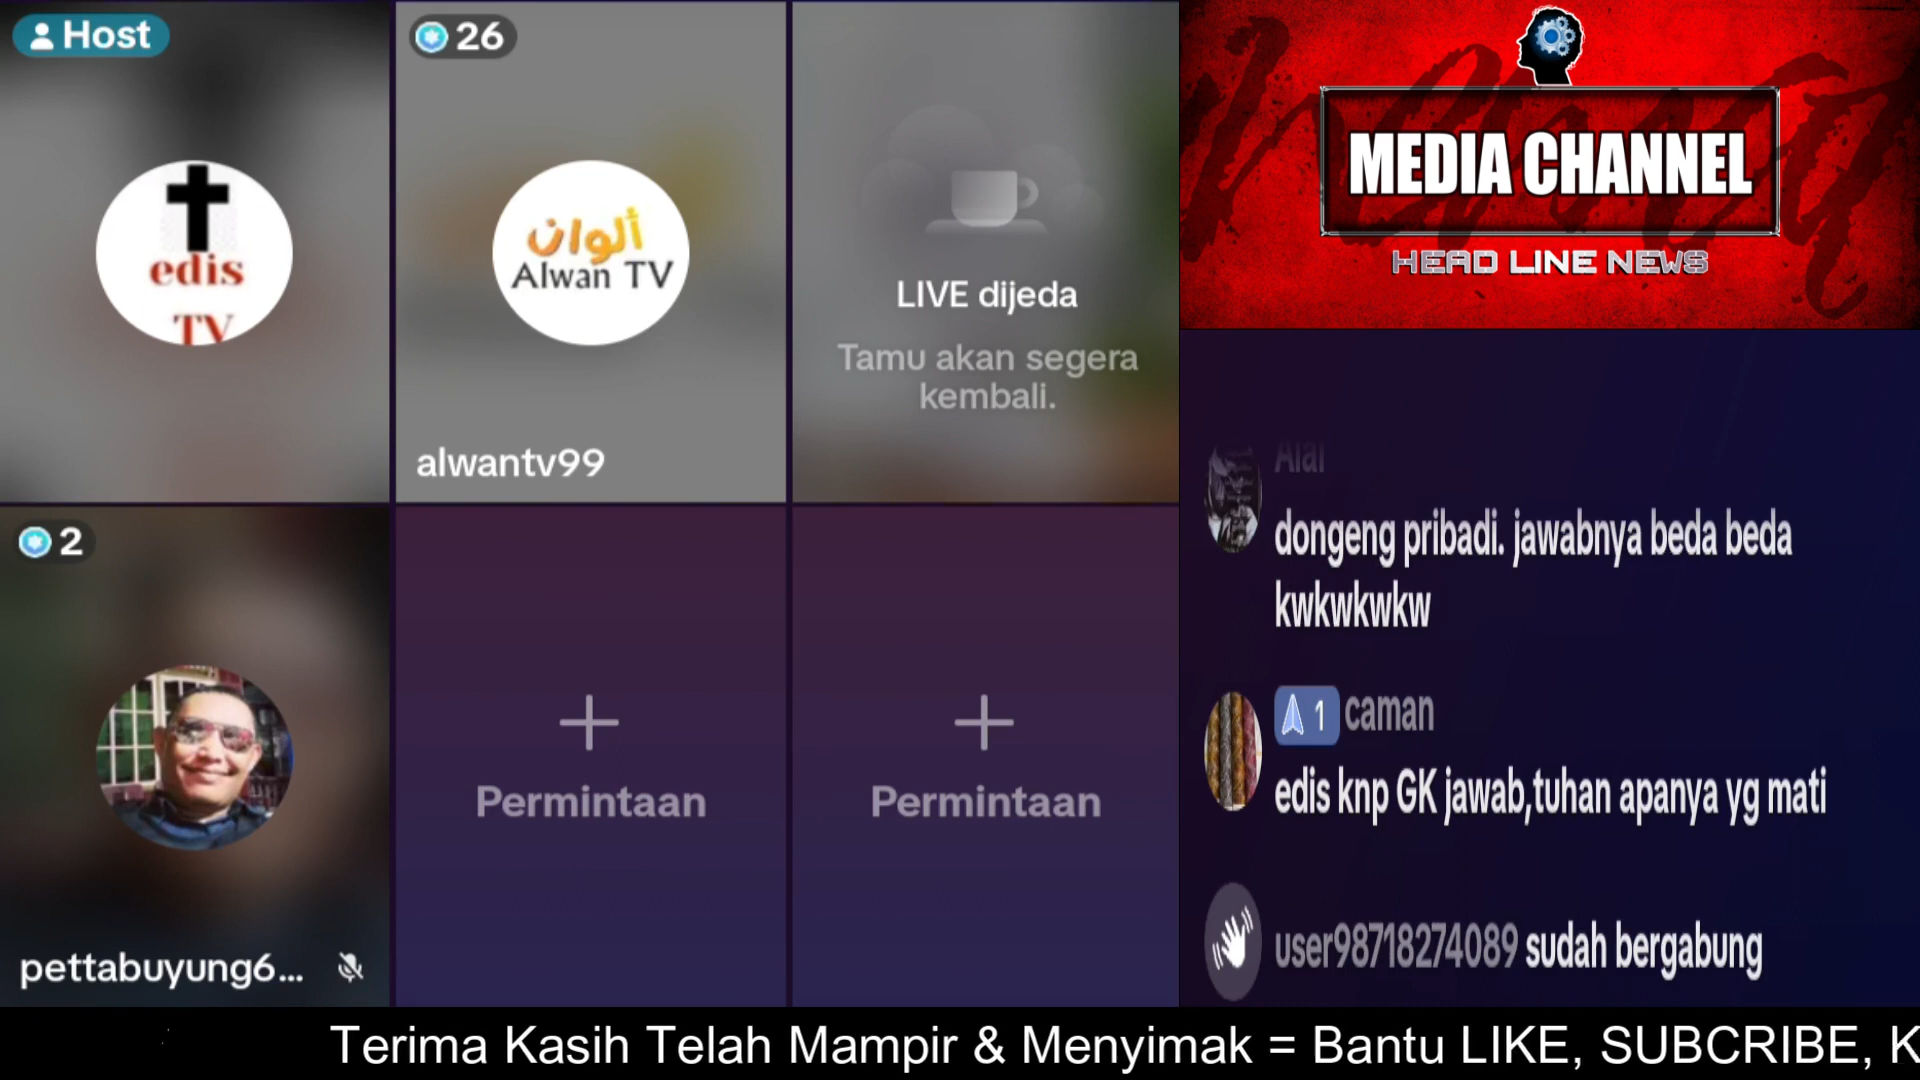 Host
edis
TV
26
ألوان
Alwan TV
alwantv99
LIVE dijeda
Tamu akan segera
kembali.
2
pettabuyung6...
Permintaan
Permintaan
MEDIA CHANNEL
HEAD LINE NEWS
dongeng pribadi. jawabnya beda beda
kwkwkwkw
1 caman
edis knp GK jawab,tuhan apanya yg mati
user98718274089 sudah bergabung
Terima Kasih Telah Mampir & Menyimak = Bantu LIKE, SUBCRIBE, K